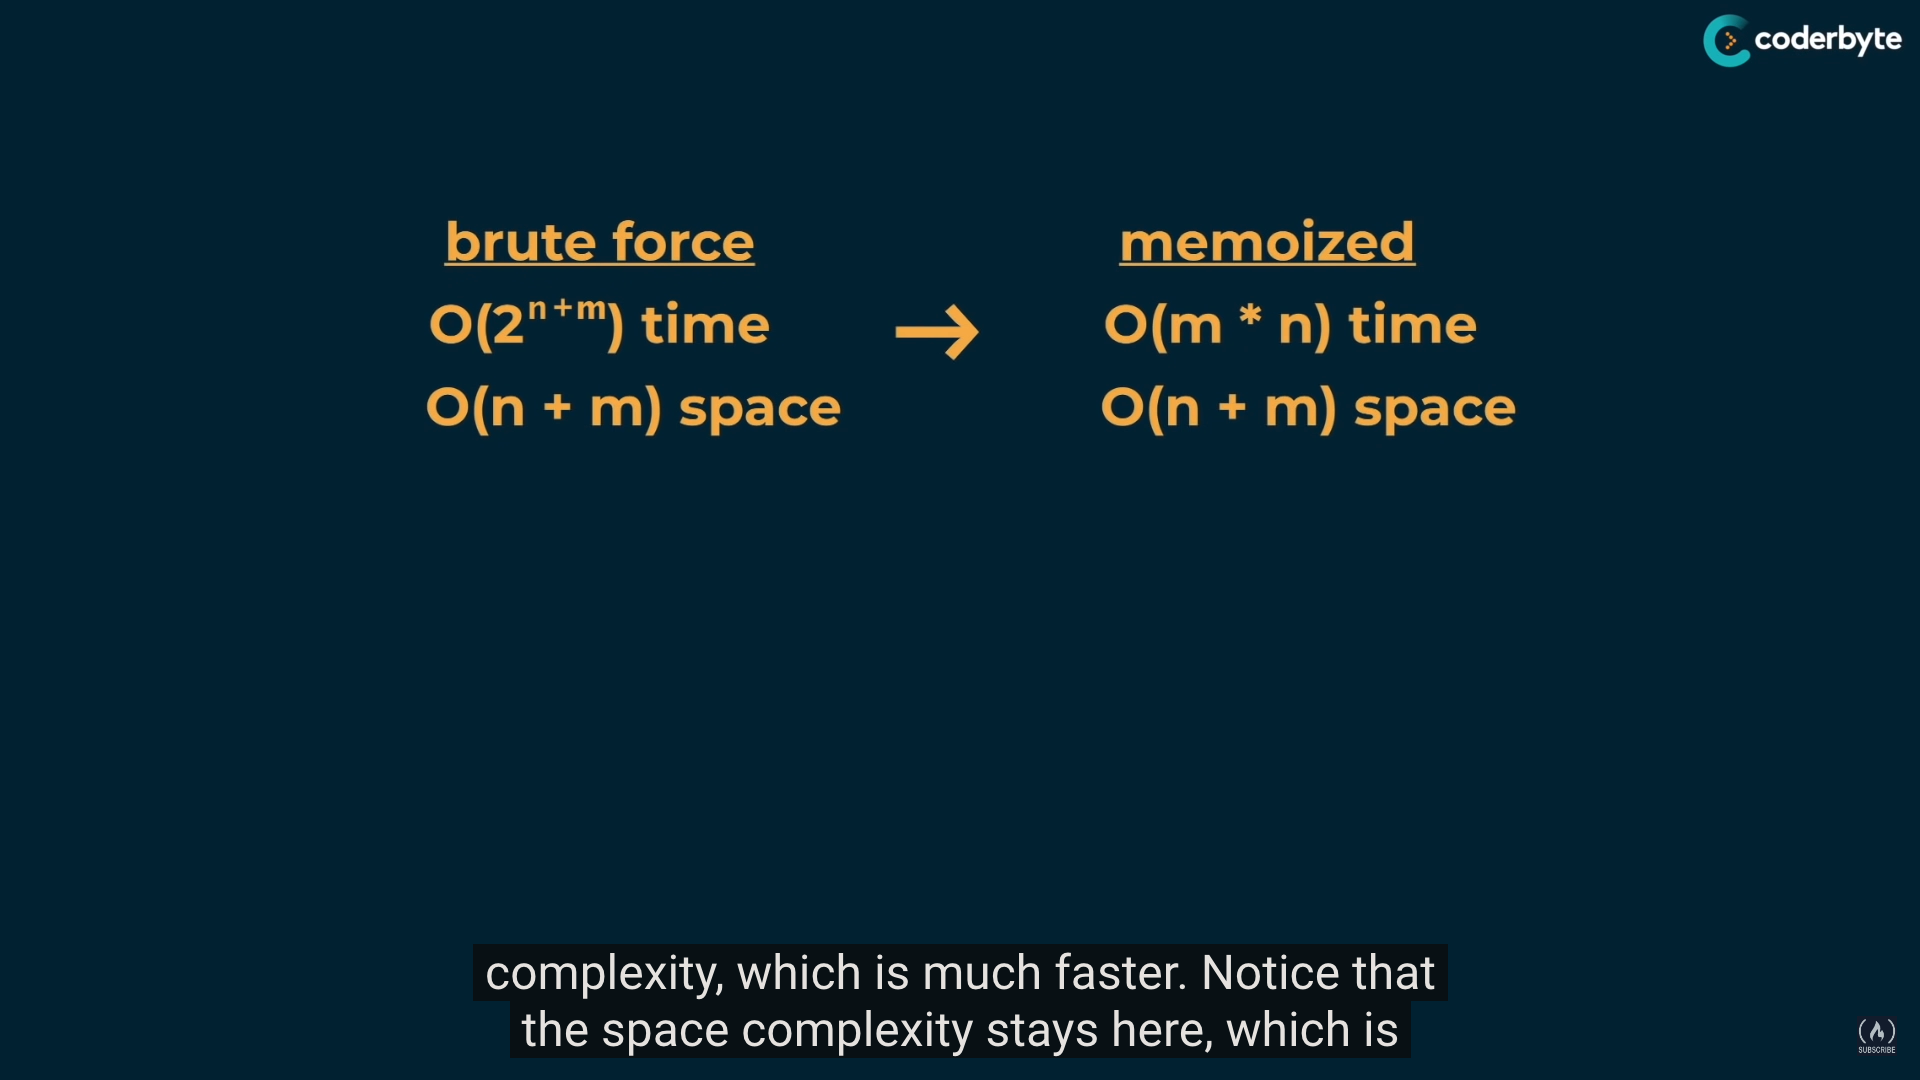 coderbyte
brute force
O(2ⁿ⁺ᵐ) time
O(n + m) space
→
memoized
O(m * n) time
O(n + m) space
complexity, which is much faster. Notice that
the space complexity stays here, which is
SUBSCRIBE